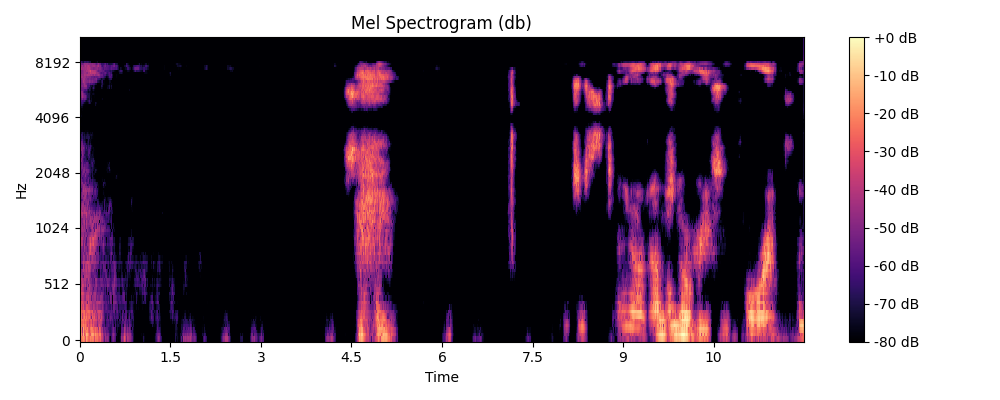 Mel Spectrogram (db)
8192
4096
2048
1024
512
0
Hz
0 1.5 3 4.5 6 7.5 9 10
Time
+0 dB
-10 dB
-20 dB
-30 dB
-40 dB
-50 dB
-60 dB
-70 dB
-80 dB